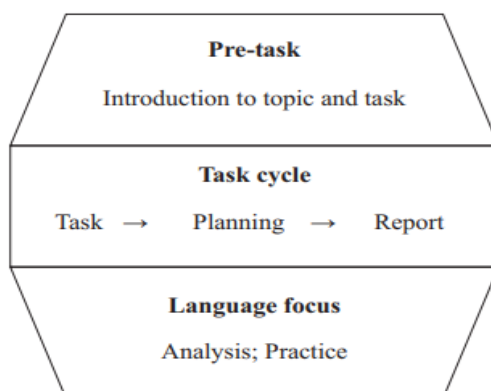 Pre-task
Introduction to topic and task
Task cycle
Task → Planning → Report
Language focus
Analysis; Practice